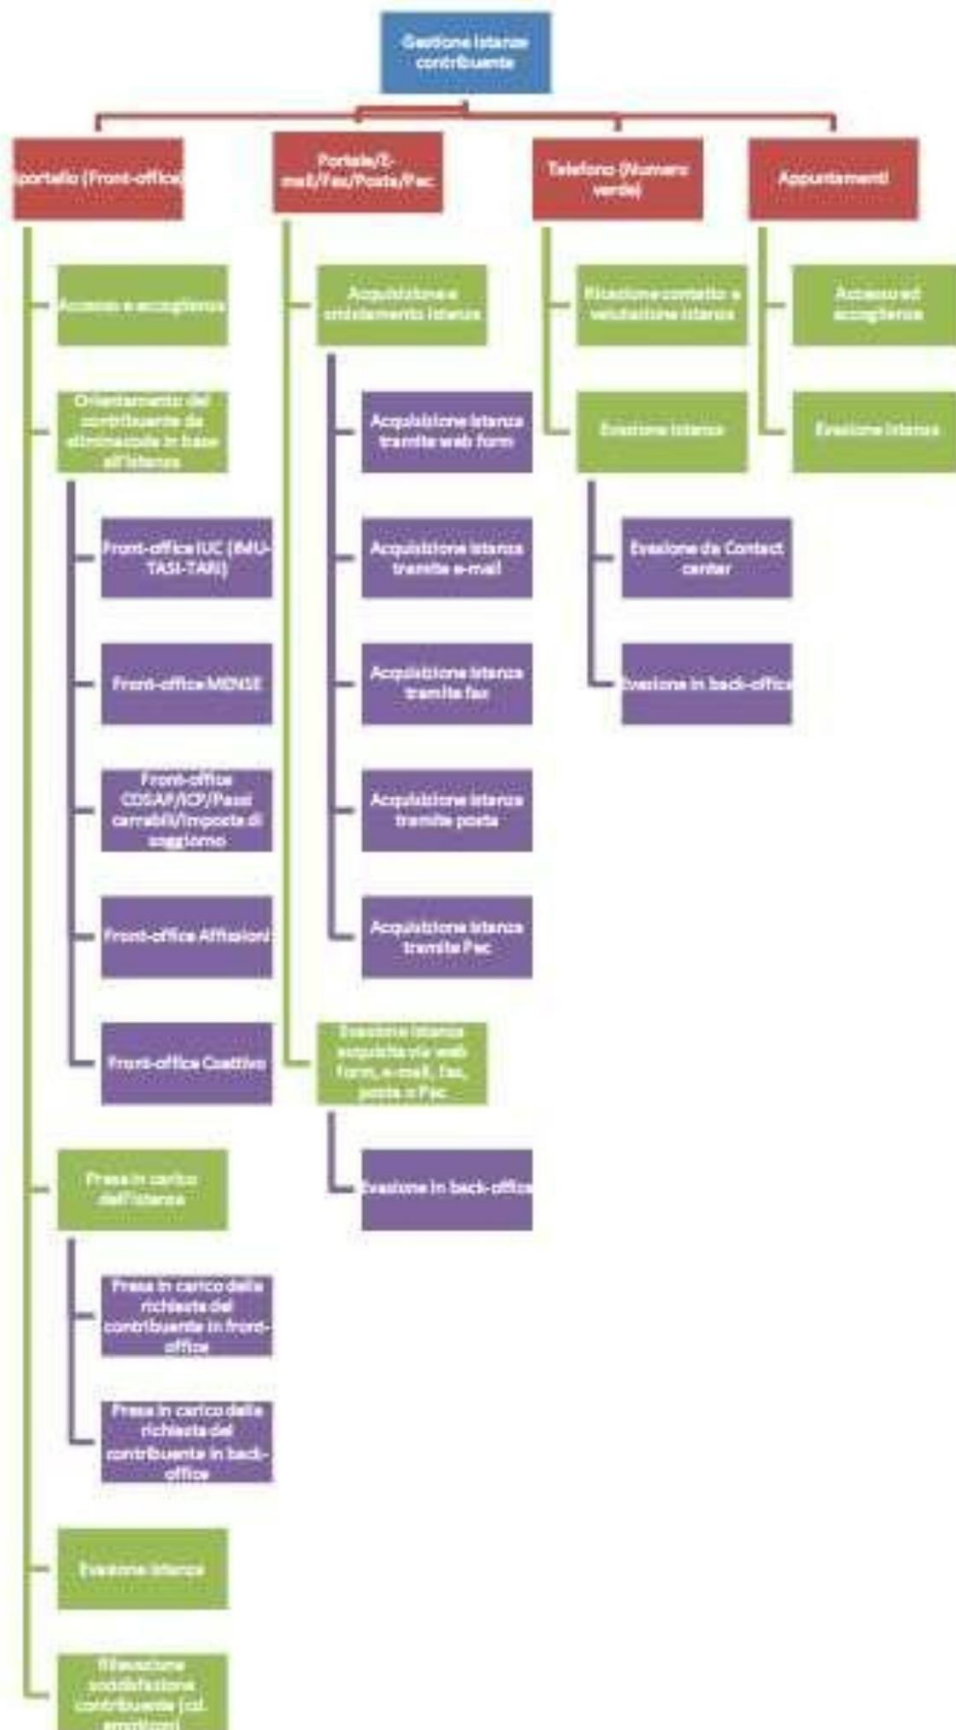 Gestione istanze
contribuente
Sportello (Front-office)
Portale/E-
mail/Fax/Posta/Pec
Telefono (Numero
verde)
Appuntamenti
Accesso e accoglienza
Orientamento del
contribuente da
eliminacode in base
all'istanza
Front-office IUC (IMU-
TASI-TARI)
Front-office MENSE
Front-office
COSAP/ICP/Passi
carrabili/Imposta di
soggiorno
Front-office Affissioni
Front-office Coattivo
Presa in carico
dell'istanza
Presa in carico della
richiesta del
contribuente in front-
office
Presa in carico della
richiesta del
contribuente in back-
office
Evasione istanza
Rilevazione
soddisfazione
contribuente (cd.
emoticon)
Acquisizione e
smistamento istanza
Acquisizione istanza
tramite web form
Acquisizione istanza
tramite e-mail
Acquisizione istanza
tramite fax
Acquisizione istanza
tramite posta
Acquisizione istanza
tramite Pec
Evasione istanza
acquisita via web
form, e-mail, fax,
posta o Pec
Evasione in back-office
Ricezione contatto e
valutazione istanza
Evasione istanza
Evasione da Contact
center
Evasione in back-office
Accesso ed
accoglienza
Evasione istanza